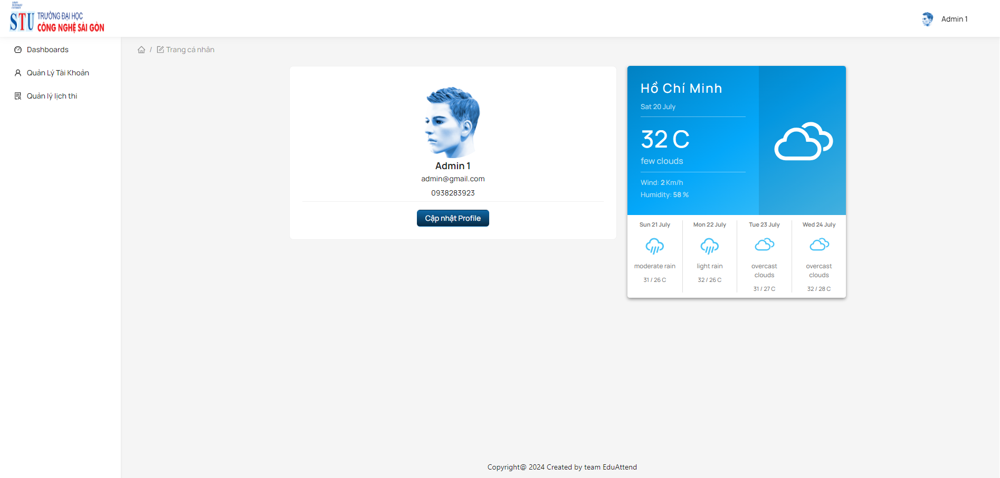 STU TRƯỜNG ĐẠI HỌC
CÔNG NGHỆ SÀI GÒN
Admin 1
Dashboards
Quản Lý Tài Khoản
Quản lý lịch thi
/ Trang cá nhân
Admin 1
admin@gmail.com
0938283923
Cập nhật Profile
Hồ Chí Minh
Sat 20 July
32 C
few clouds
Wind: 2 Km/h
Humidity: 58 %
Sun 21 July
moderate rain
31 / 26 C
Mon 22 July
light rain
32 / 26 C
Tue 23 July
overcast
clouds
31 / 27 C
Wed 24 July
overcast
clouds
32 / 28 C
Copyright@ 2024 Created by team EduAttend